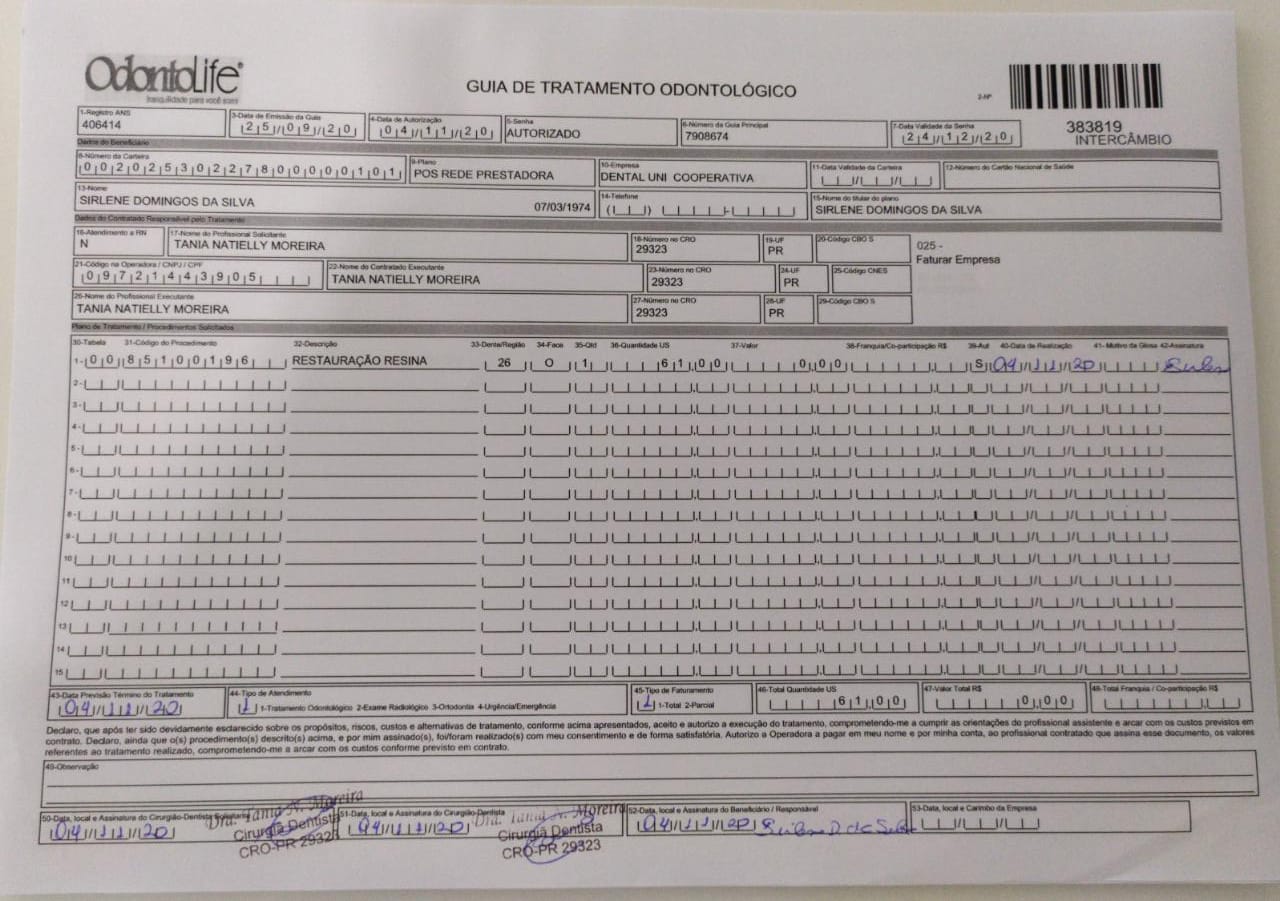 OdontoLife®
tranquilidade para você sorrir
GUIA DE TRATAMENTO ODONTOLÓGICO
2-Nº
383819
INTERCÂMBIO
1-Registro ANS
406414
3-Data de Emissão da Guia
25/09/20
4-Data de Autorização
04/11/20
5-Senha
AUTORIZADO
6-Número da Guia Principal
7908674
7-Data Validade da Senha
24/12/20
Dados do Beneficiário
8-Número da Carteira
00202530227800000101
9-Plano
POS REDE PRESTADORA
10-Empresa
DENTAL UNI COOPERATIVA
11-Data Validade da Carteira
12-Número do Cartão Nacional de Saúde
13-Nome
SIRLENE DOMINGOS DA SILVA 07/03/1974
14-Telefone
15-Nome do titular do plano
SIRLENE DOMINGOS DA SILVA
Dados do Contratado Responsável pelo Tratamento
16-Atendimento a RN
N
17-Nome do Profissional Solicitante
TANIA NATIELLY MOREIRA
18-Número no CRO
29323
19-UF
PR
20-Código CBO S
025 -
Faturar Empresa
21-Código na Operadora / CNPJ / CPF
09721443905
22-Nome do Contratado Executante
TANIA NATIELLY MOREIRA
23-Número no CRO
29323
24-UF
PR
25-Código CNES
26-Nome do Profissional Executante
TANIA NATIELLY MOREIRA
27-Número no CRO
29323
28-UF
PR
29-Código CBO S
Plano de Tratamento / Procedimentos Solicitados
30-Tabela 31-Código do Procedimento 32-Descrição 33-Dente/Região 34-Face 35-Qtd 36-Quantidade US 37-Valor 38-Franquia/Co-participação R$ 39-Aut 40-Data de Realização 41-Motivo da Glosa 42-Assinatura
1- 00 85100196 RESTAURAÇÃO RESINA 26 O 1 61,00 0,00 S 04/11/20
2-
3-
4-
5-
6-
7-
8-
9-
10
11
12
13
14
15
43-Data Previsão Término do Tratamento
04/11/20
44-Tipo de Atendimento
1 1-Tratamento Odontológico 2-Exame Radiológico 3-Ortodontia 4-Urgência/Emergência
45-Tipo de Faturamento
1 1-Total 2-Parcial
46-Total Quantidade US
61,00
47-Valor Total R$
0,00
48-Total Franquia / Co-participação R$
Declaro, que após ter sido devidamente esclarecido sobre os propósitos, riscos, custos e alternativas de tratamento, conforme acima apresentados, aceito e autorizo a execução do tratamento, comprometendo-me a cumprir as orientações do profissional assistente e arcar com os custos previstos em
contrato. Declaro, ainda que o(s) procedimento(s) descrito(s) acima, e por mim assinado(s), foi/foram realizado(s) com meu consentimento e de forma satisfatória. Autorizo a Operadora a pagar em meu nome e por minha conta, ao profissional contratado que assina esse documento, os valores
referentes ao tratamento realizado, comprometendo-me a arcar com os custos conforme previsto em contrato.
49-Observação
50-Data, local e Assinatura do Cirurgião-Dentista Solicitante
04/11/20
Dra. Tania N. Moreira
Cirurgiã Dentista
CRO-PR 29323
51-Data, local e Assinatura do Cirurgião-Dentista
04/11/20
Dra. Tania N. Moreira
Cirurgiã Dentista
CRO-PR 29323
52-Data, local e Assinatura do Beneficiário / Responsável
04/11/20 Sirlene D. da Silva
53-Data, local e Carimbo da Empresa